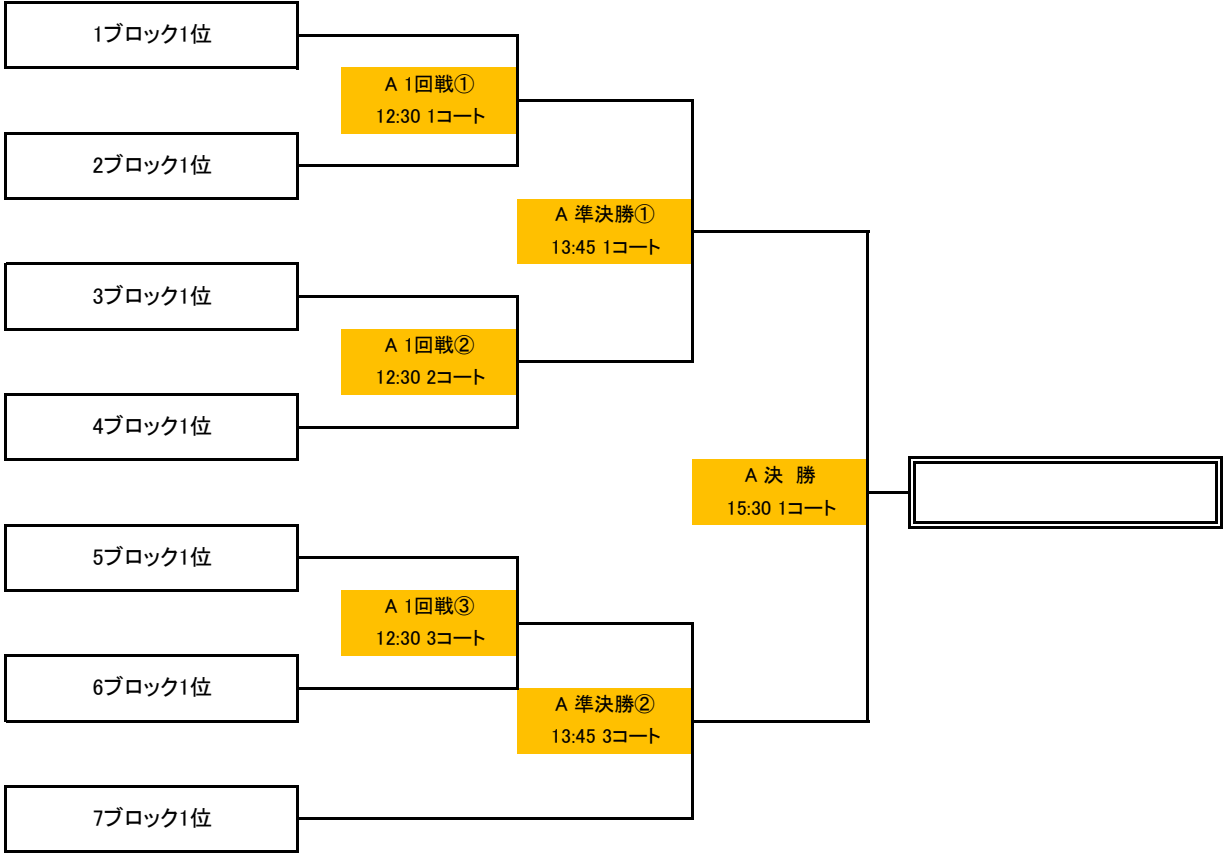 1ブロック1位
A 1回戦①
12:30 1コート
2ブロック1位
A 準決勝①
13:45 1コート
3ブロック1位
A 1回戦②
12:30 2コート
4ブロック1位
A 決　勝
15:30 1コート
5ブロック1位
A 1回戦③
12:30 3コート
6ブロック1位
A 準決勝②
13:45 3コート
7ブロック1位